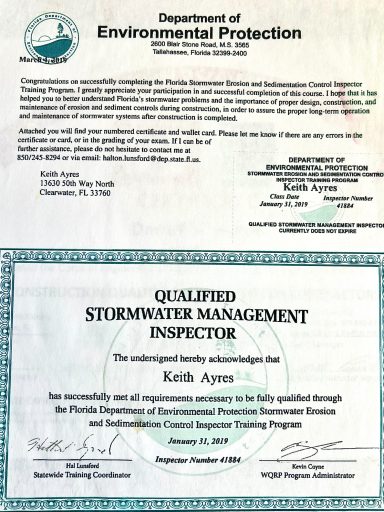 Department of
Environmental Protection
2600 Blair Stone Road, M.S. 3565
Tallahassee, Florida 32399-2400
Florida Department of
March 4, 2019
Congratulations on successfully completing the Florida Stormwater Erosion and Sedimentation Control Inspector
Training Program. I greatly appreciate your participation in and successful completion of this course. I hope that it has
helped you to better understand Florida's stormwater problems and the importance of proper design, construction, and
maintenance of erosion and sediment controls during construction, in order to assure the proper long-term operation
and maintenance of stormwater systems after construction is completed.
Attached you will find your numbered certificate and wallet card. Please let me know if there are any errors in the
certificate or card, or in the grading of your exam. If I can be of
further assistance, please do not hesitate to contact me at
850/245-8294 or via email: halton.lunsford@dep.state.fl.us.
Keith Ayres
13630 50th Way North
Clearwater, FL 33760
DEPARTMENT OF
ENVIRONMENTAL PROTECTION
STORMWATER EROSION AND SEDIMENTATION CONTROL
INSPECTOR TRAINING PROGRAM
Keith Ayres
Class Date Inspector Number
January 31, 2019 41884
QUALIFIED STORMWATER MANAGEMENT INSPECTOR
CURRENTLY DOES NOT EXPIRE
QUALIFIED
STORMWATER MANAGEMENT
INSPECTOR
The undersigned hereby acknowledges that
Keith Ayres
has successfully met all requirements necessary to be fully qualified through
the Florida Department of Environmental Protection Stormwater Erosion
and Sedimentation Control Inspector Training Program
January 31, 2019
Inspector Number 41884
Hal Lunsford
Statewide Training Coordinator
Kevin Coyne
WQRP Program Administrator